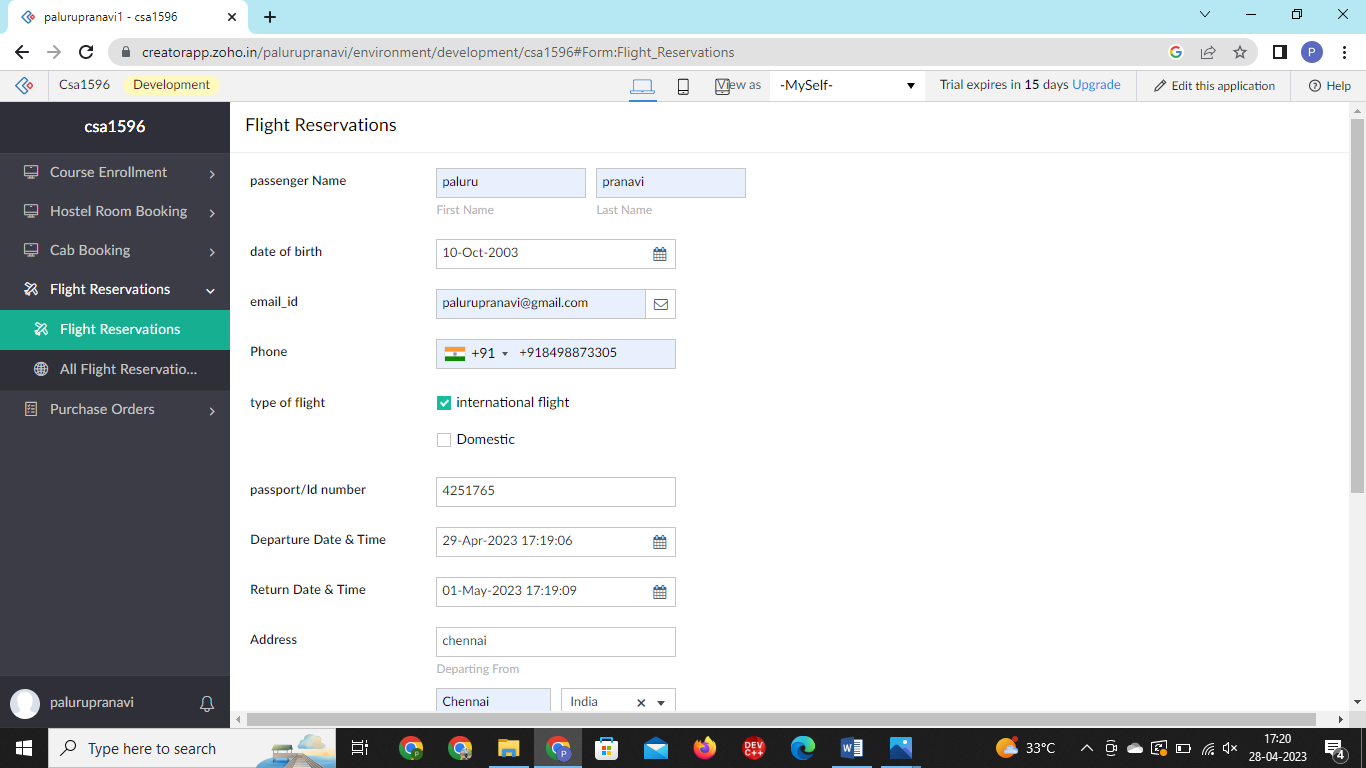 palurupranavi1 - csa1596
creatorapp.zoho.in/palurupranavi/environment/development/csa1596#Form:Flight_Reservations
P
Csa1596 Development View as -MySelf- Trial expires in 15 days Upgrade Edit this application Help
csa1596
Course Enrollment
Hostel Room Booking
Cab Booking
Flight Reservations
Flight Reservations
All Flight Reservatio...
Purchase Orders
palurupranavi
Flight Reservations
passenger Name paluru pranavi
First Name Last Name
date of birth 10-Oct-2003
email_id palurupranavi@gmail.com
Phone +91 +918498873305
type of flight international flight
Domestic
passport/Id number 4251765
Departure Date & Time 29-Apr-2023 17:19:06
Return Date & Time 01-May-2023 17:19:09
Address chennai
Departing From
Chennai India
Type here to search
DEV C++
33°C
17:20
28-04-2023
4